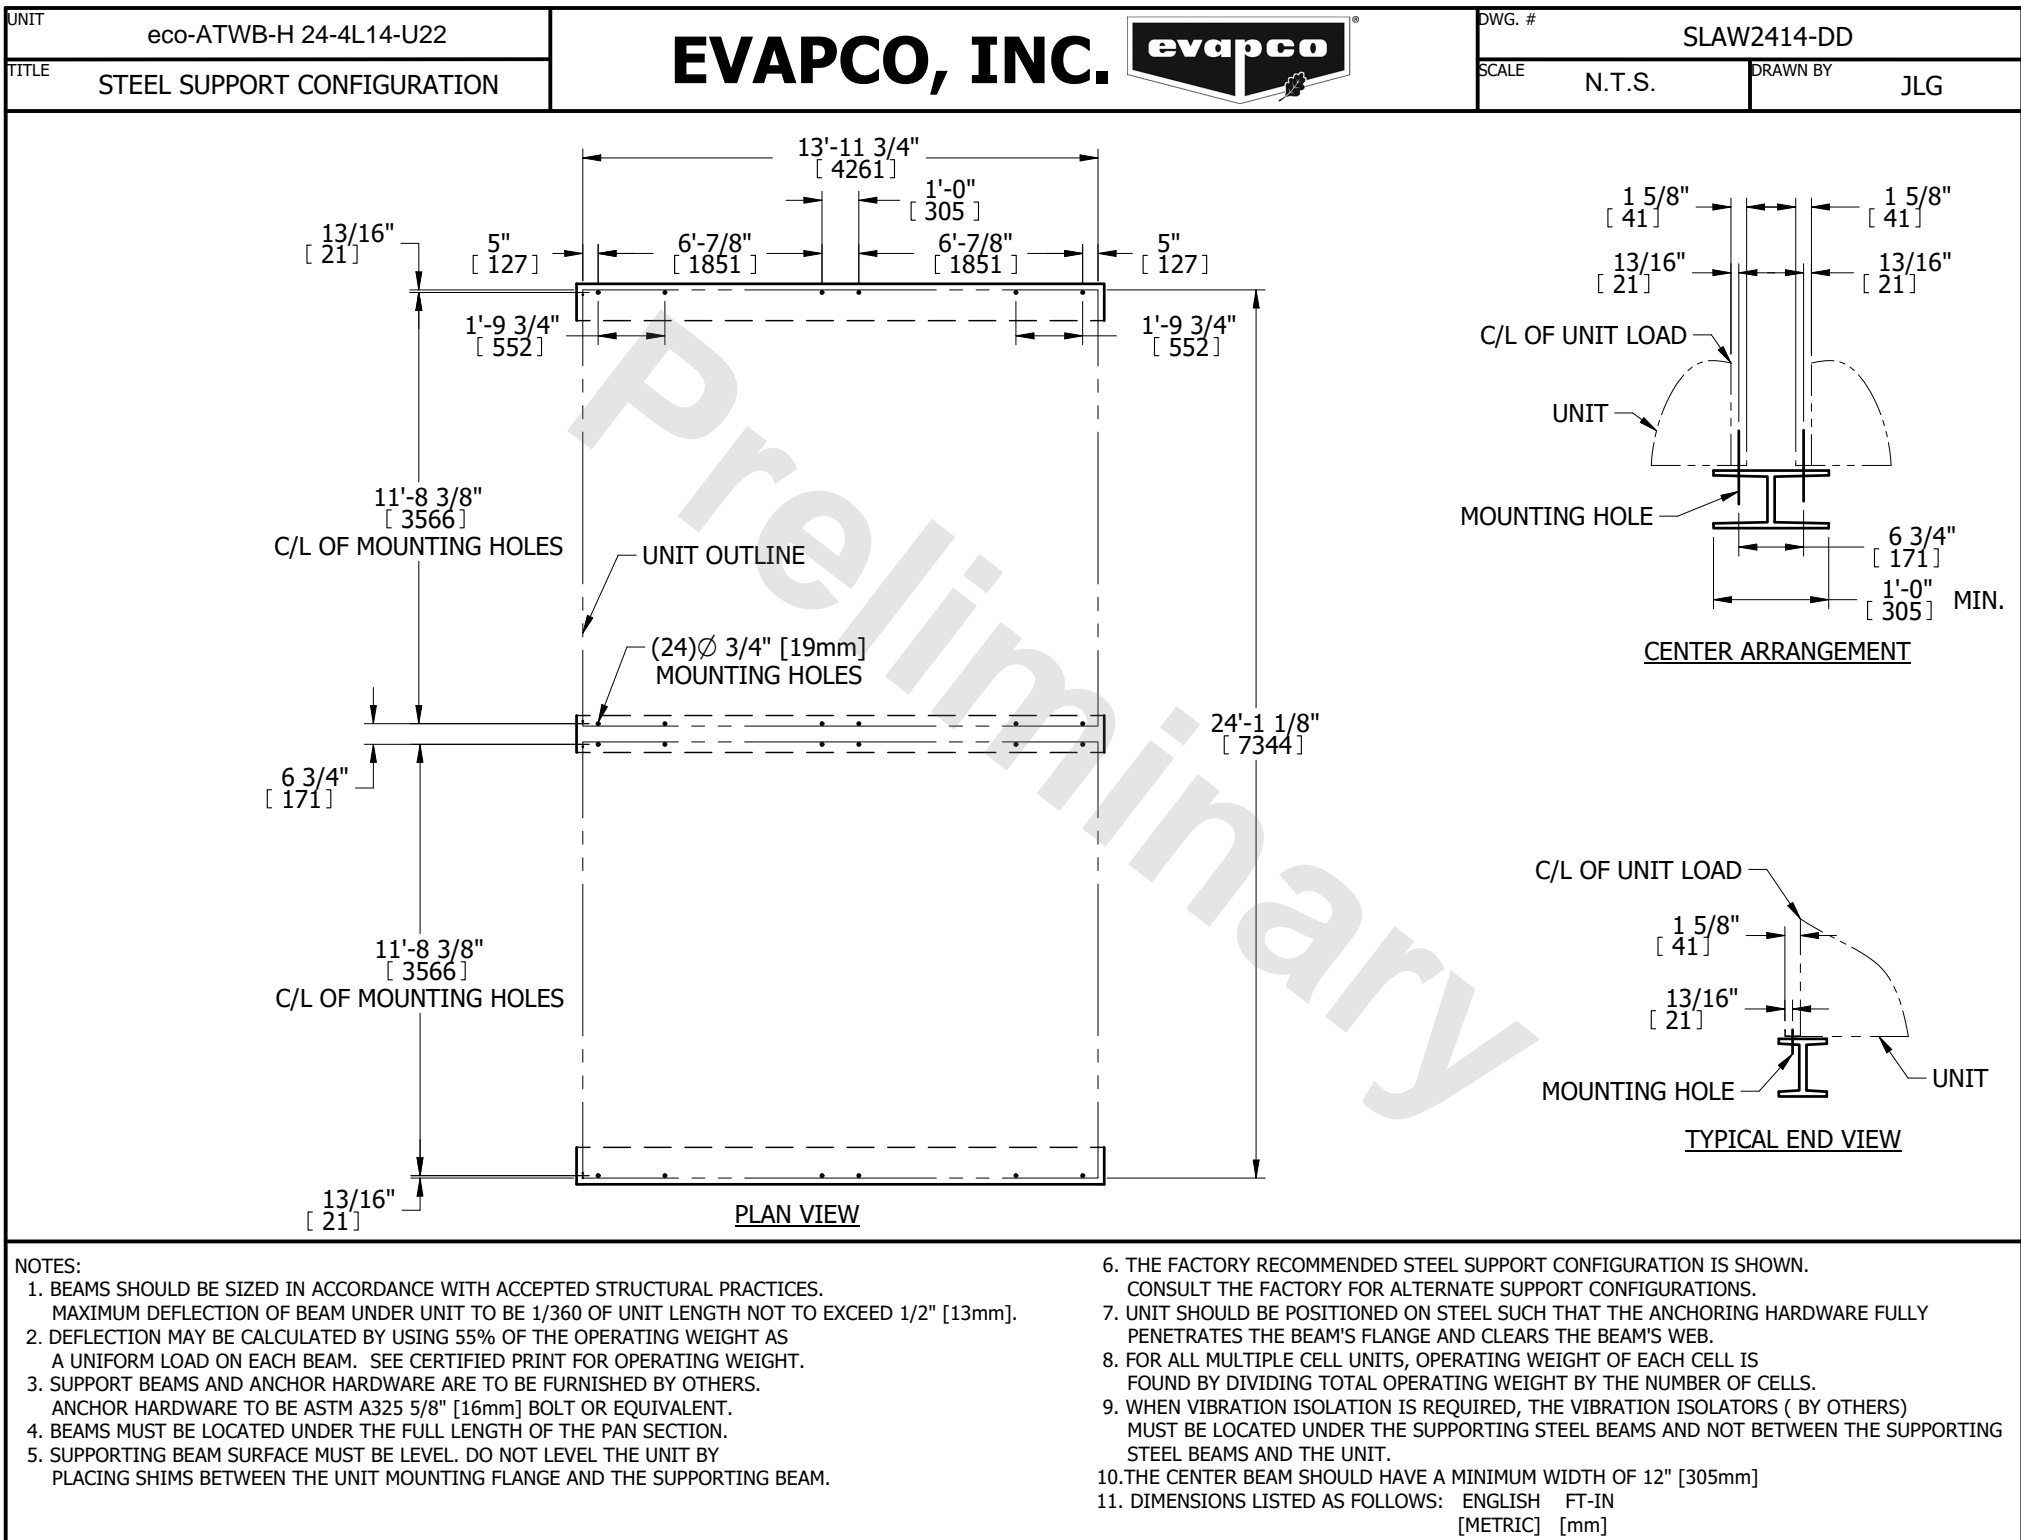 UNIT
eco-ATWB-H 24-4L14-U22
TITLE
STEEL SUPPORT CONFIGURATION
EVAPCO, INC.
evapco
®
DWG. #
SLAW2414-DD
SCALE
N.T.S.
DRAWN BY
JLG
13'-11 3/4"
[ 4261 ]
1'-0"
[ 305 ]
13/16"
[ 21 ]
5"
[ 127 ]
6'-7/8"
[ 1851 ]
6'-7/8"
[ 1851 ]
5"
[ 127 ]
1'-9 3/4"
[ 552 ]
1'-9 3/4"
[ 552 ]
11'-8 3/8"
[ 3566 ]
C/L OF MOUNTING HOLES
UNIT OUTLINE
(24)Ø 3/4" [19mm]
MOUNTING HOLES
24'-1 1/8"
[ 7344 ]
6 3/4"
[ 171 ]
11'-8 3/8"
[ 3566 ]
C/L OF MOUNTING HOLES
13/16"
[ 21 ]
PLAN VIEW
Preliminary
1 5/8"
[ 41 ]
1 5/8"
[ 41 ]
13/16"
[ 21 ]
13/16"
[ 21 ]
C/L OF UNIT LOAD
UNIT
MOUNTING HOLE
6 3/4"
[ 171 ]
1'-0"
[ 305 ] MIN.
CENTER ARRANGEMENT
C/L OF UNIT LOAD
1 5/8"
[ 41 ]
13/16"
[ 21 ]
MOUNTING HOLE
UNIT
TYPICAL END VIEW
NOTES:
1. BEAMS SHOULD BE SIZED IN ACCORDANCE WITH ACCEPTED STRUCTURAL PRACTICES.
MAXIMUM DEFLECTION OF BEAM UNDER UNIT TO BE 1/360 OF UNIT LENGTH NOT TO EXCEED 1/2" [13mm].
2. DEFLECTION MAY BE CALCULATED BY USING 55% OF THE OPERATING WEIGHT AS
A UNIFORM LOAD ON EACH BEAM. SEE CERTIFIED PRINT FOR OPERATING WEIGHT.
3. SUPPORT BEAMS AND ANCHOR HARDWARE ARE TO BE FURNISHED BY OTHERS.
ANCHOR HARDWARE TO BE ASTM A325 5/8" [16mm] BOLT OR EQUIVALENT.
4. BEAMS MUST BE LOCATED UNDER THE FULL LENGTH OF THE PAN SECTION.
5. SUPPORTING BEAM SURFACE MUST BE LEVEL. DO NOT LEVEL THE UNIT BY
PLACING SHIMS BETWEEN THE UNIT MOUNTING FLANGE AND THE SUPPORTING BEAM.
6. THE FACTORY RECOMMENDED STEEL SUPPORT CONFIGURATION IS SHOWN.
CONSULT THE FACTORY FOR ALTERNATE SUPPORT CONFIGURATIONS.
7. UNIT SHOULD BE POSITIONED ON STEEL SUCH THAT THE ANCHORING HARDWARE FULLY
PENETRATES THE BEAM'S FLANGE AND CLEARS THE BEAM'S WEB.
8. FOR ALL MULTIPLE CELL UNITS, OPERATING WEIGHT OF EACH CELL IS
FOUND BY DIVIDING TOTAL OPERATING WEIGHT BY THE NUMBER OF CELLS.
9. WHEN VIBRATION ISOLATION IS REQUIRED, THE VIBRATION ISOLATORS ( BY OTHERS)
MUST BE LOCATED UNDER THE SUPPORTING STEEL BEAMS AND NOT BETWEEN THE SUPPORTING
STEEL BEAMS AND THE UNIT.
10.THE CENTER BEAM SHOULD HAVE A MINIMUM WIDTH OF 12" [305mm]
11. DIMENSIONS LISTED AS FOLLOWS: ENGLISH FT-IN
[METRIC] [mm]